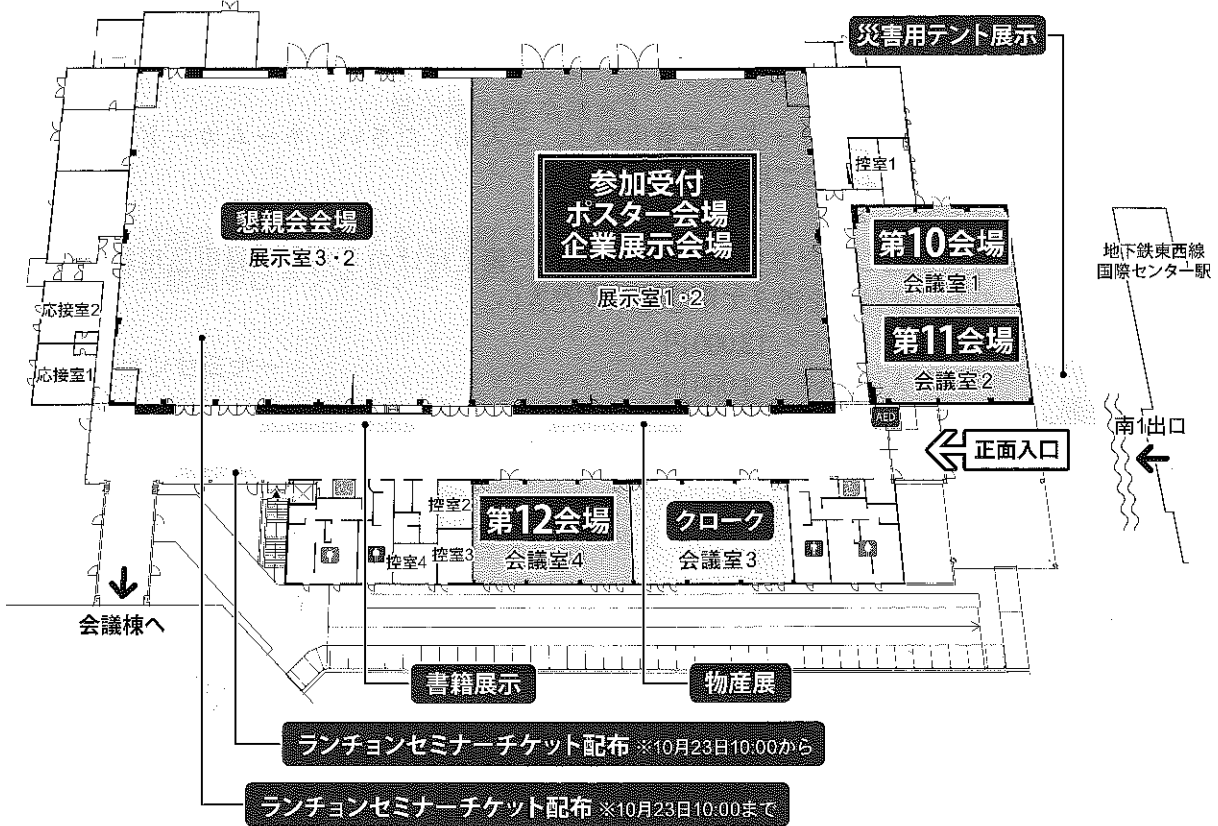 災害用テント展示
控室1
参加受付
ポスター会場
企業展示会場
展示室1・2
懇親会会場
展示室3・2
第10会場
会議室1
地下鉄東西線
国際センター駅
第11会場
会議室2
応接室2
応接室1
AED
正面入口
南1出口
控室2
控室3
控室4
第12会場
会議室4
クローク
会議室3
会議棟へ
書籍展示
物産展
ランチョンセミナーチケット配布 ※10月23日10:00から
ランチョンセミナーチケット配布 ※10月23日10:00まで